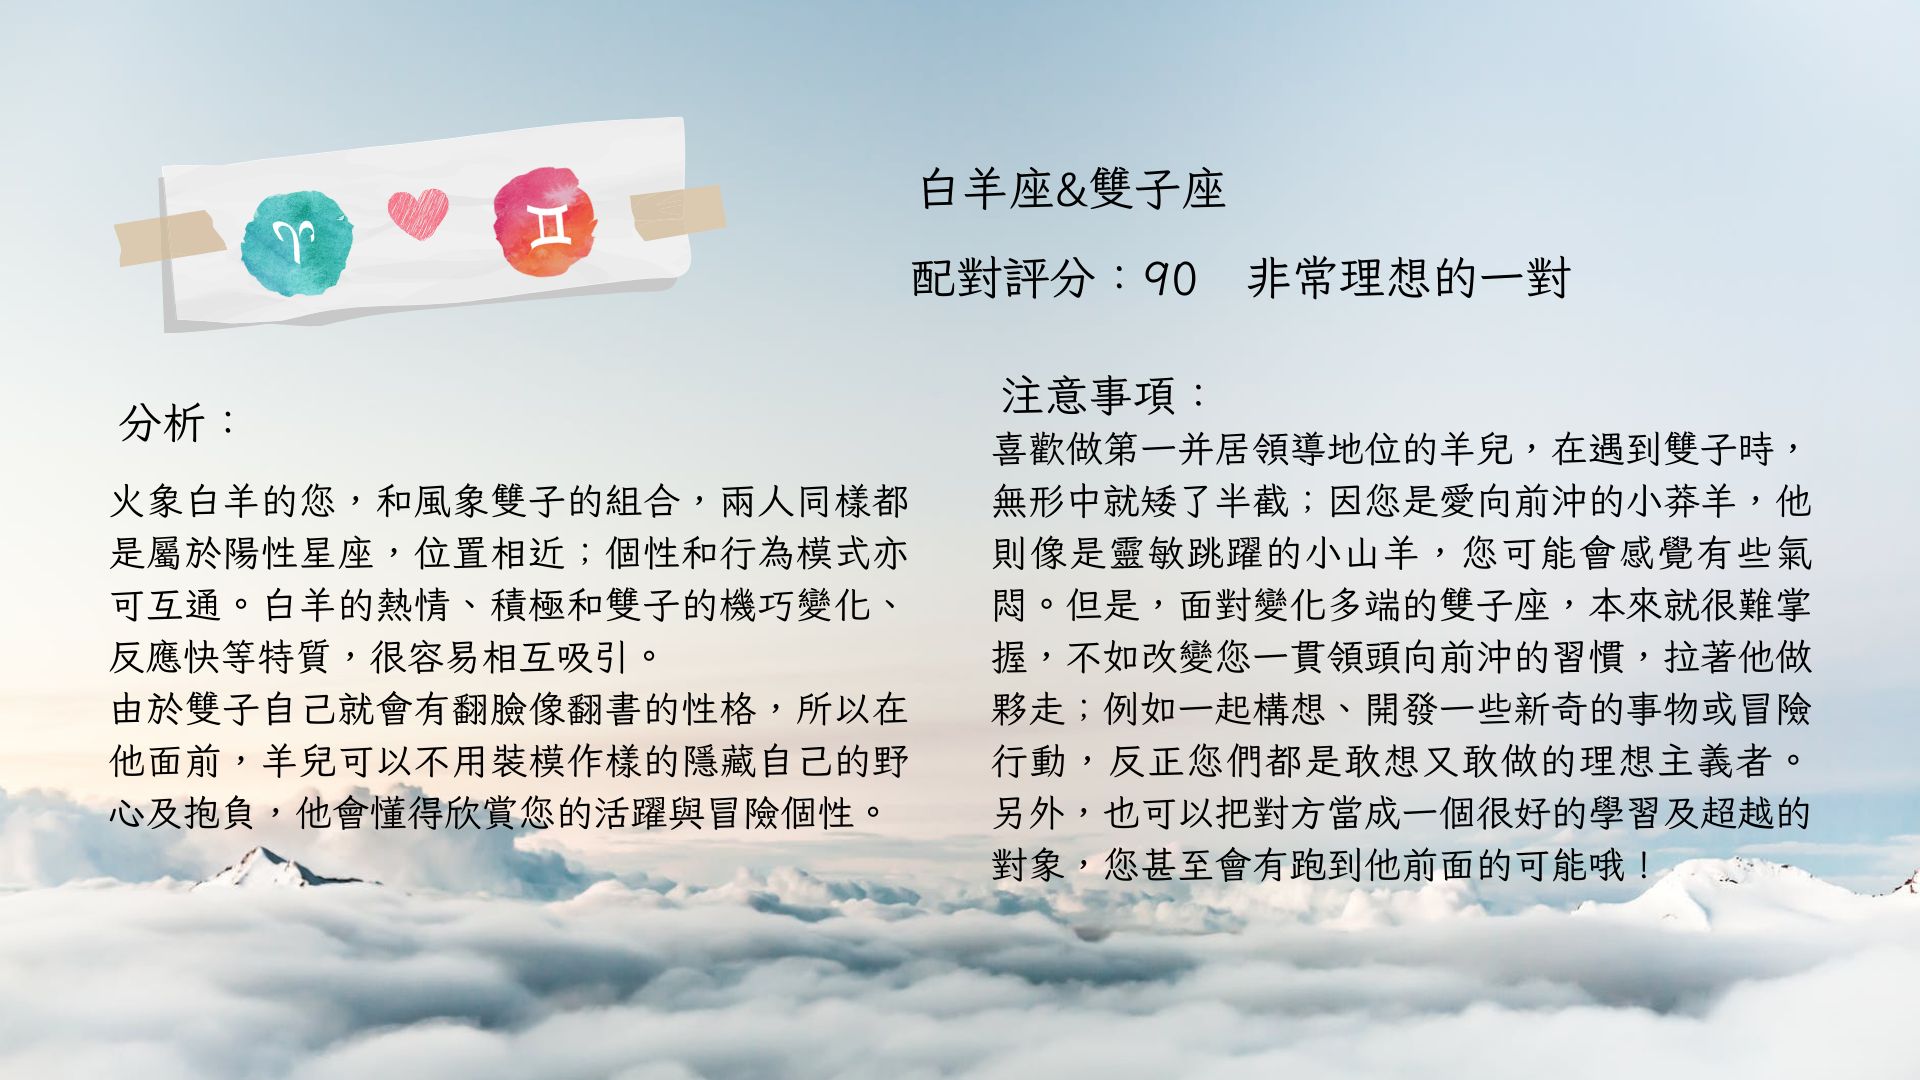 白羊座&雙子座
配對評分：90　非常理想的一對
分析：
火象白羊的您，和風象雙子的組合，兩人同樣都
是屬於陽性星座，位置相近；個性和行為模式亦
可互通。白羊的熱情、積極和雙子的機巧變化、
反應快等特質，很容易相互吸引。
由於雙子自己就會有翻臉像翻書的性格，所以在
他面前，羊兒可以不用裝模作樣的隱藏自己的野
心及抱負，他會懂得欣賞您的活躍與冒險個性。
注意事項：
喜歡做第一并居領導地位的羊兒，在遇到雙子時，
無形中就矮了半截；因您是愛向前沖的小莽羊，他
則像是靈敏跳躍的小山羊，您可能會感覺有些氣
悶。但是，面對變化多端的雙子座，本來就很難掌
握，不如改變您一貫領頭向前沖的習慣，拉著他做
夥走；例如一起構想、開發一些新奇的事物或冒險
行動，反正您們都是敢想又敢做的理想主義者。
另外，也可以把對方當成一個很好的學習及超越的
對象，您甚至會有跑到他前面的可能哦！